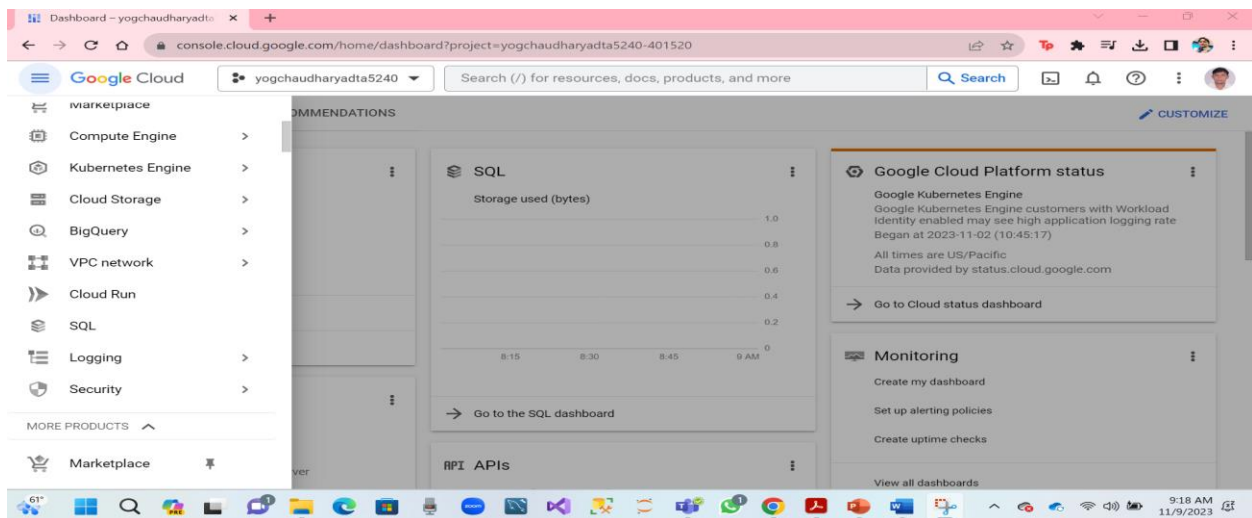 Dashboard – yogchaudharyadta
console.cloud.google.com/home/dashboard?project=yogchaudharyadta5240-401520
Google Cloud
yogchaudharyadta5240
Search (/) for resources, docs, products, and more
Search
Marketplace
OMMENDATIONS
CUSTOMIZE
Compute Engine
Kubernetes Engine
Cloud Storage
BigQuery
VPC network
Cloud Run
SQL
Logging
Security
MORE PRODUCTS
Marketplace
ver
SQL
Storage used (bytes)
1.0
0.8
0.6
0.4
0.2
0
8:15 8:30 8:45 9 AM
Go to the SQL dashboard
API APIs
Google Cloud Platform status
Google Kubernetes Engine
Google Kubernetes Engine customers with Workload
Identity enabled may see high application logging rate
Began at 2023-11-02 (10:45:17)
All times are US/Pacific
Data provided by status.cloud.google.com
Go to Cloud status dashboard
Monitoring
Create my dashboard
Set up alerting policies
Create uptime checks
View all dashboards
61°
PRE
1
1
9:18 AM
11/9/2023